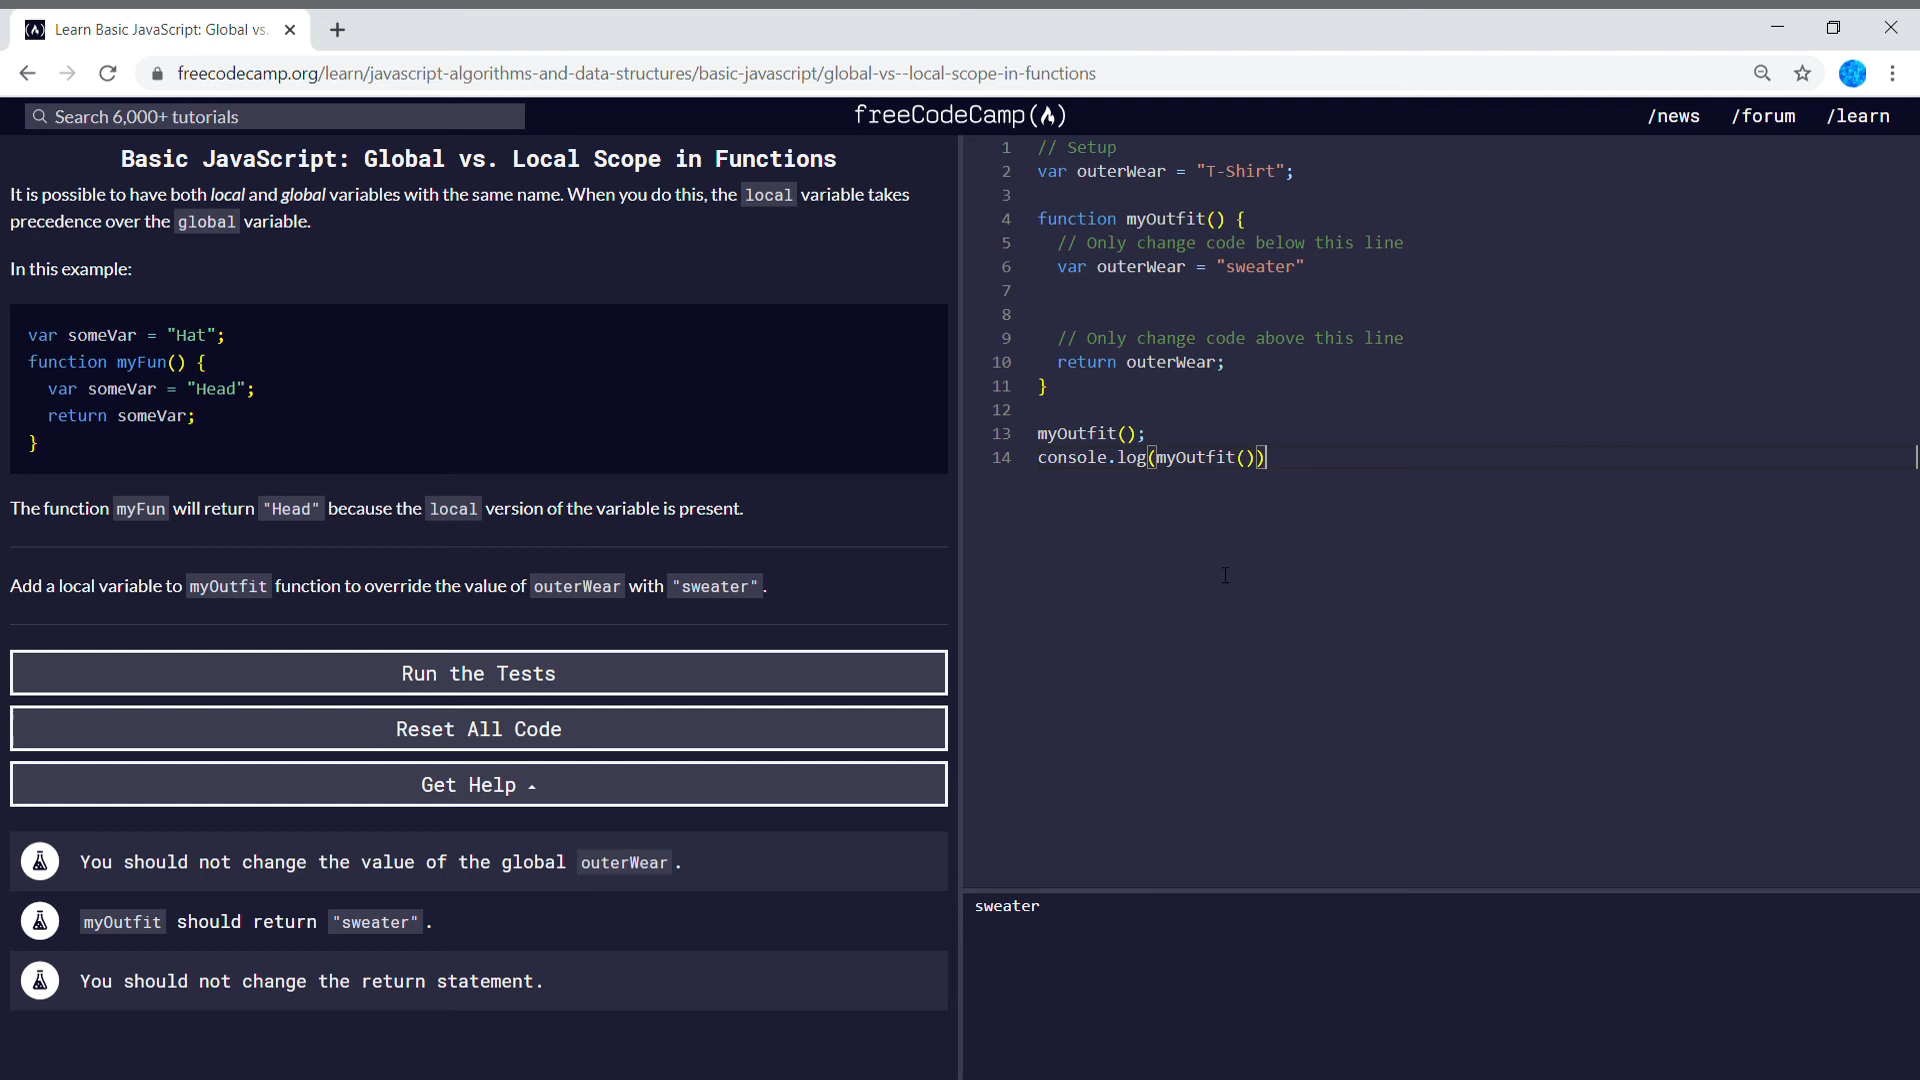 Learn Basic JavaScript: Global vs.
freecodecamp.org/learn/javascript-algorithms-and-data-structures/basic-javascript/global-vs--local-scope-in-functions
Search 6,000+ tutorials
freeCodeCamp(🔥)
/news /forum /learn
Basic JavaScript: Global vs. Local Scope in Functions
It is possible to have both local and global variables with the same name. When you do this, the local variable takes
precedence over the global variable.
In this example:
var someVar = "Hat";
function myFun() {
  var someVar = "Head";
  return someVar;
}
The function myFun will return "Head" because the local version of the variable is present.
Add a local variable to myOutfit function to override the value of outerWear with "sweater".
Run the Tests
Reset All Code
Get Help
You should not change the value of the global outerWear.
myOutfit should return "sweater".
You should not change the return statement.
1 // Setup
2 var outerWear = "T-Shirt";
3
4 function myOutfit() {
5   // Only change code below this line
6   var outerWear = "sweater"
7
8
9   // Only change code above this line
10   return outerWear;
11 }
12
13 myOutfit();
14 console.log(myOutfit())
sweater